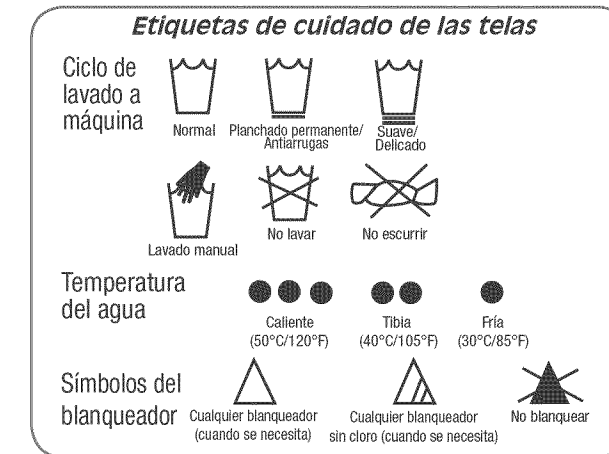 Etiquetas de cuidado de las telas
Ciclo de
lavado a
máquina
Normal
Planchado permanente/
Antiarrugas
Suave/
Delicado
Lavado manual
No lavar
No escurrir
Temperatura
del agua
Caliente
(50°C/120°F)
Tibia
(40°C/105°F)
Fría
(30°C/85°F)
Símbolos del
blanqueador
Cualquier blanqueador
(cuando se necesita)
Cualquier blanqueador
sin cloro (cuando se necesita)
No blanquear